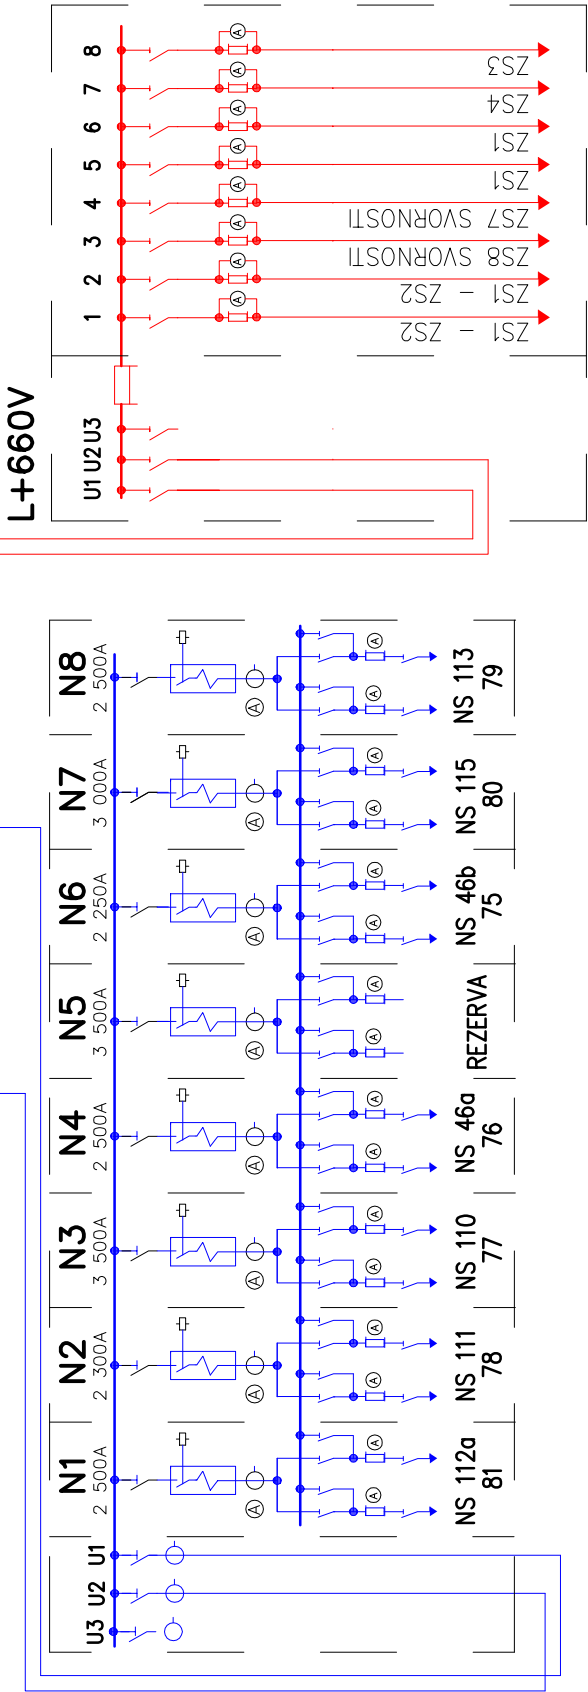 L+660V
8
ZS3
7
ZS4
6
ZS1
5
ZS1
4
ZS7 SVORNOSTI
3
ZS8 SVORNOSTI
2
ZS1 - ZS2
1
ZS1 - ZS2
U3
U2
U1
A
A
A
A
A
A
A
A
N8
2 500A
A
A
A
NS 113
79
N7
3 000A
A
A
A
NS 115
80
N6
2 250A
A
A
A
NS 46b
75
N5
3 500A
A
A
A
REZERVA
N4
2 500A
A
A
A
NS 46a
76
N3
3 500A
A
A
A
NS 110
77
N2
2 300A
A
A
A
NS 111
78
N1
2 500A
A
A
A
NS 112a
81
U1
U2
U3